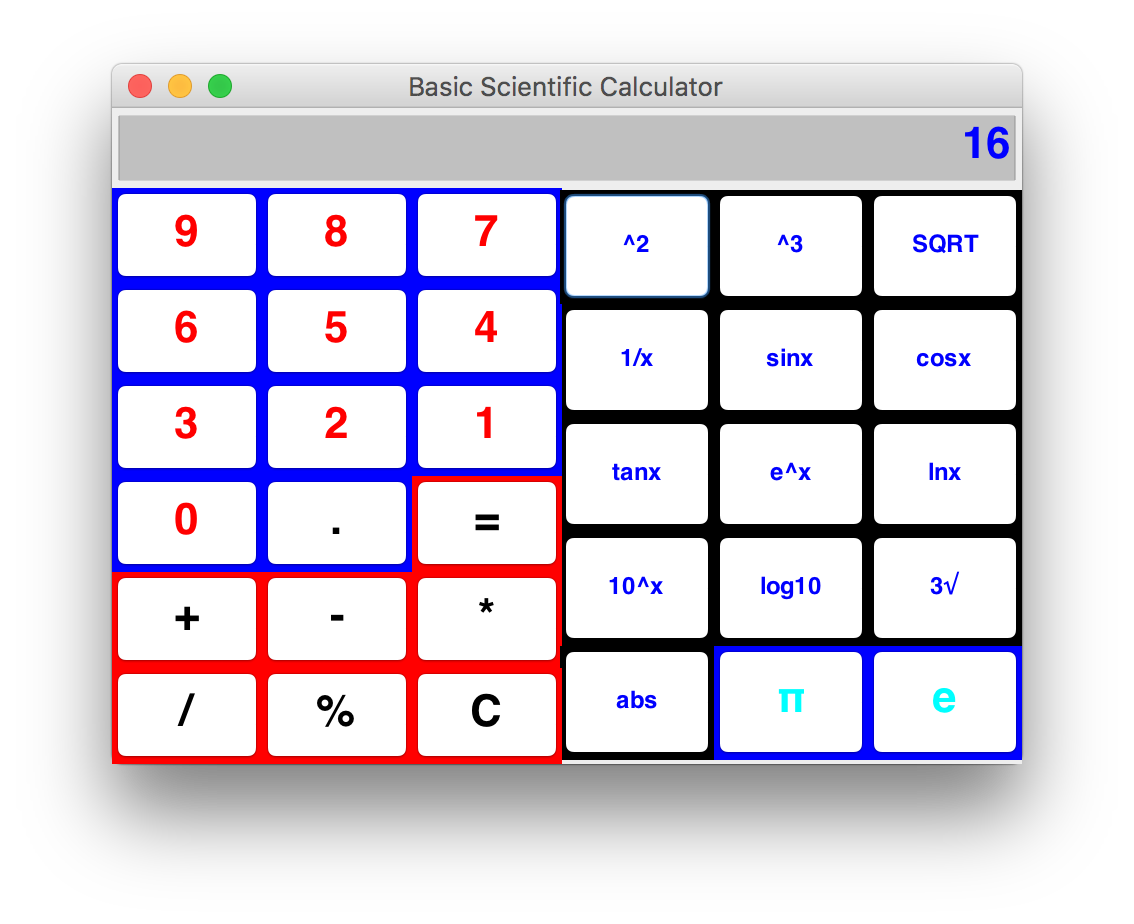 Basic Scientific Calculator
16
9 8 7 ^2 ^3 SQRT
6 5 4 1/x sinx cosx
3 2 1 tanx e^x lnx
0 . = 10^x log10 3√
+ - * abs π e
/ % C